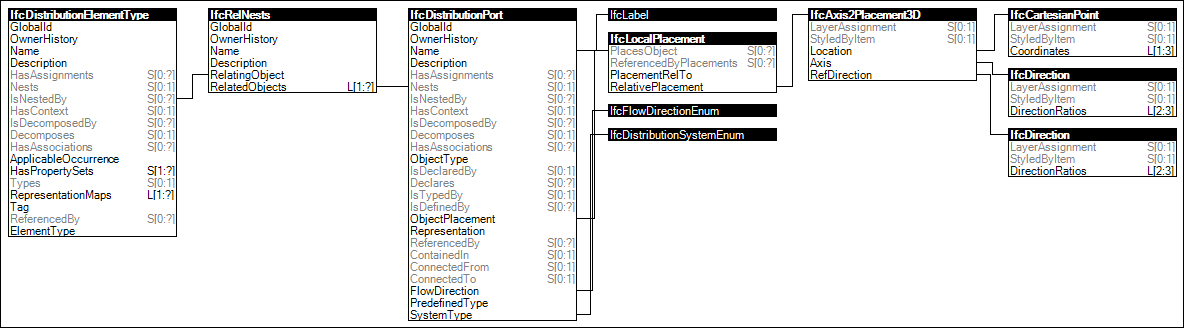 IfcDistributionElementType
GlobalId
OwnerHistory
Name
Description
HasAssignments S[0:?]
Nests S[0:1]
IsNestedBy S[0:?]
HasContext S[0:1]
IsDecomposedBy S[0:?]
Decomposes S[0:1]
HasAssociations S[0:?]
ApplicableOccurrence
HasPropertySets S[1:?]
Types S[0:1]
RepresentationMaps L[1:?]
Tag
ReferencedBy S[0:?]
ElementType
IfcRelNests
GlobalId
OwnerHistory
Name
Description
RelatingObject
RelatedObjects L[1:?]
IfcDistributionPort
GlobalId
OwnerHistory
Name
Description
HasAssignments S[0:?]
Nests S[0:1]
IsNestedBy S[0:?]
HasContext S[0:1]
IsDecomposedBy S[0:?]
Decomposes S[0:1]
HasAssociations S[0:?]
ObjectType
IsDeclaredBy S[0:1]
Declares S[0:?]
IsTypedBy S[0:1]
IsDefinedBy S[0:?]
ObjectPlacement
Representation
ReferencedBy S[0:?]
ContainedIn S[0:1]
ConnectedFrom S[0:1]
ConnectedTo S[0:1]
FlowDirection
PredefinedType
SystemType
IfcLabel
IfcLocalPlacement
PlacesObject S[0:?]
ReferencedByPlacements S[0:?]
PlacementRelTo
RelativePlacement
IfcFlowDirectionEnum
IfcDistributionSystemEnum
IfcAxis2Placement3D
LayerAssignment S[0:1]
StyledByItem S[0:1]
Location
Axis
RefDirection
IfcCartesianPoint
LayerAssignment S[0:1]
StyledByItem S[0:1]
Coordinates L[1:3]
IfcDirection
LayerAssignment S[0:1]
StyledByItem S[0:1]
DirectionRatios L[2:3]
IfcDirection
LayerAssignment S[0:1]
StyledByItem S[0:1]
DirectionRatios L[2:3]